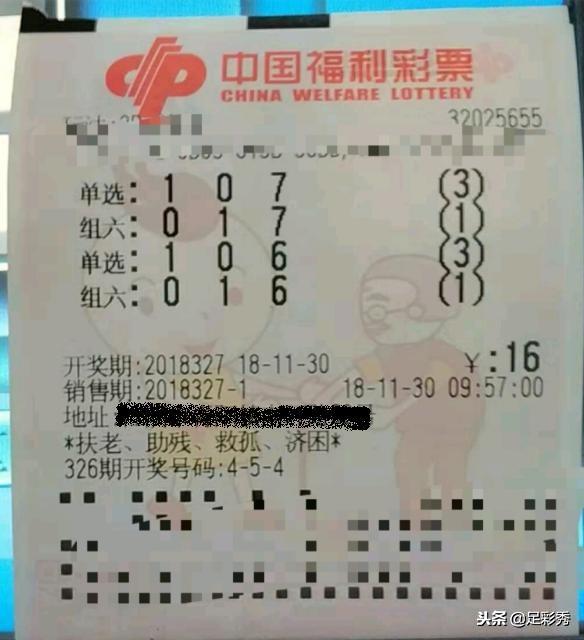 中国福利彩票
CHINA WELFARE LOTTERY
32025655
单选: 1 0 7 (3)
组六: 0 1 7 (1)
单选: 1 0 6 (3)
组六: 0 1 6 (1)
开奖期:2018327 18-11-30 ¥:16
销售期:2018327-1 18-11-30 09:57:00
地址
*扶老、助残、救孤、济困*
326期开奖号码:4-5-4
头条 @足彩秀